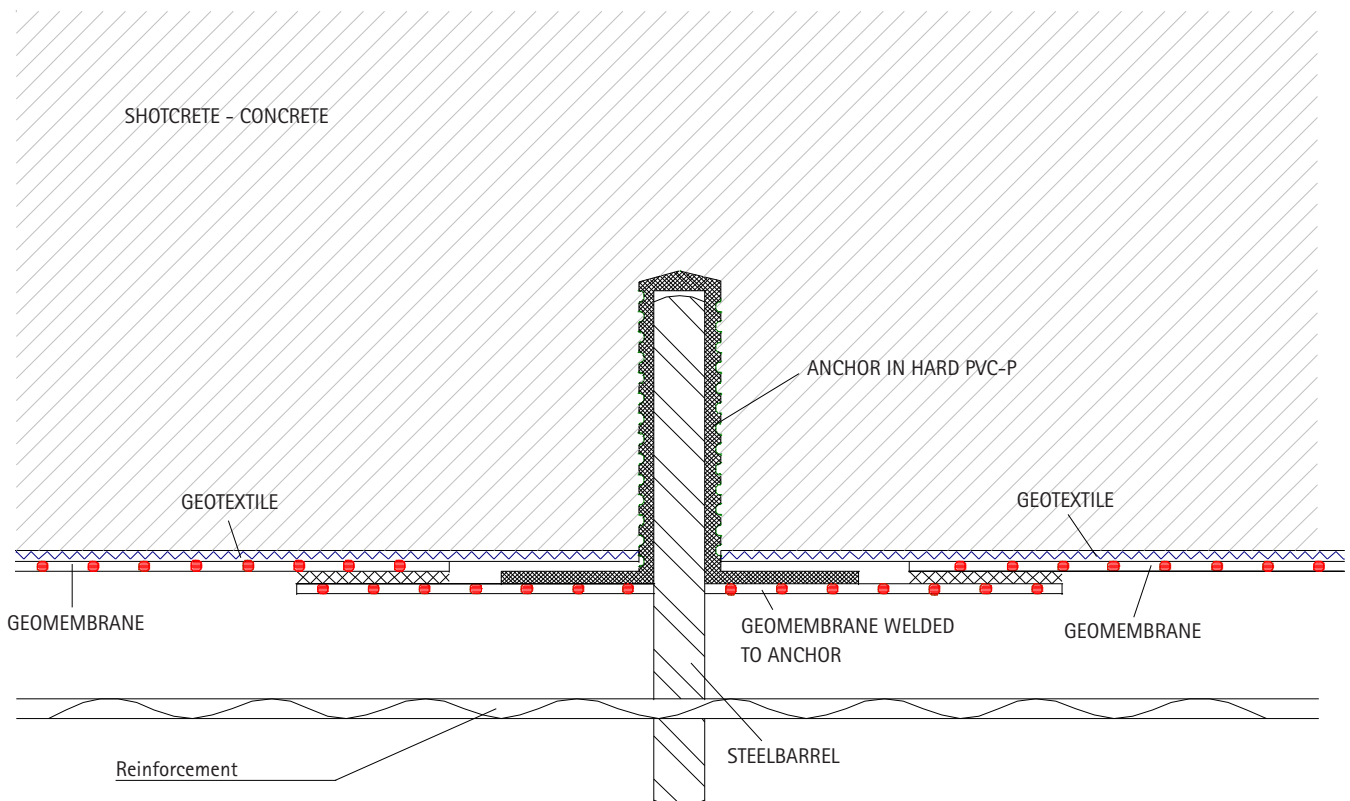 SHOTCRETE - CONCRETE
ANCHOR IN HARD PVC-P
GEOTEXTILE
GEOTEXTILE
GEOMEMBRANE
GEOMEMBRANE WELDED
TO ANCHOR
GEOMEMBRANE
STEELBARREL
Reinforcement